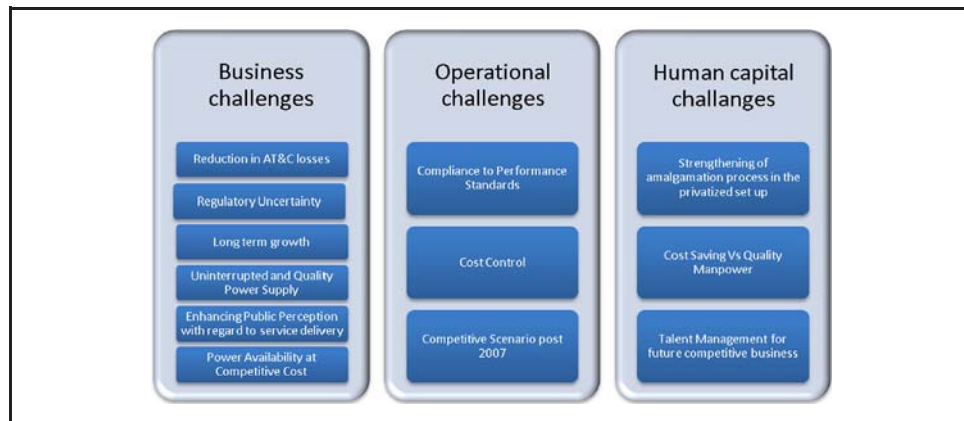 Business
challenges
Reduction in AT&C losses
Regulatory Uncertainty
Long term growth
Uninterrupted and Quality
Power Supply
Enhancing Public Perception
with regard to service delivery
Power Availability at
Competitive Cost
Operational
challenges
Compliance to Performance
Standards
Cost Control
Competitive Scenario post
2007
Human capital
challanges
Strengthening of
amalgamation process in the
privatized set up
Cost Saving Vs Quality
Manpower
Talent Management for
future competitive business